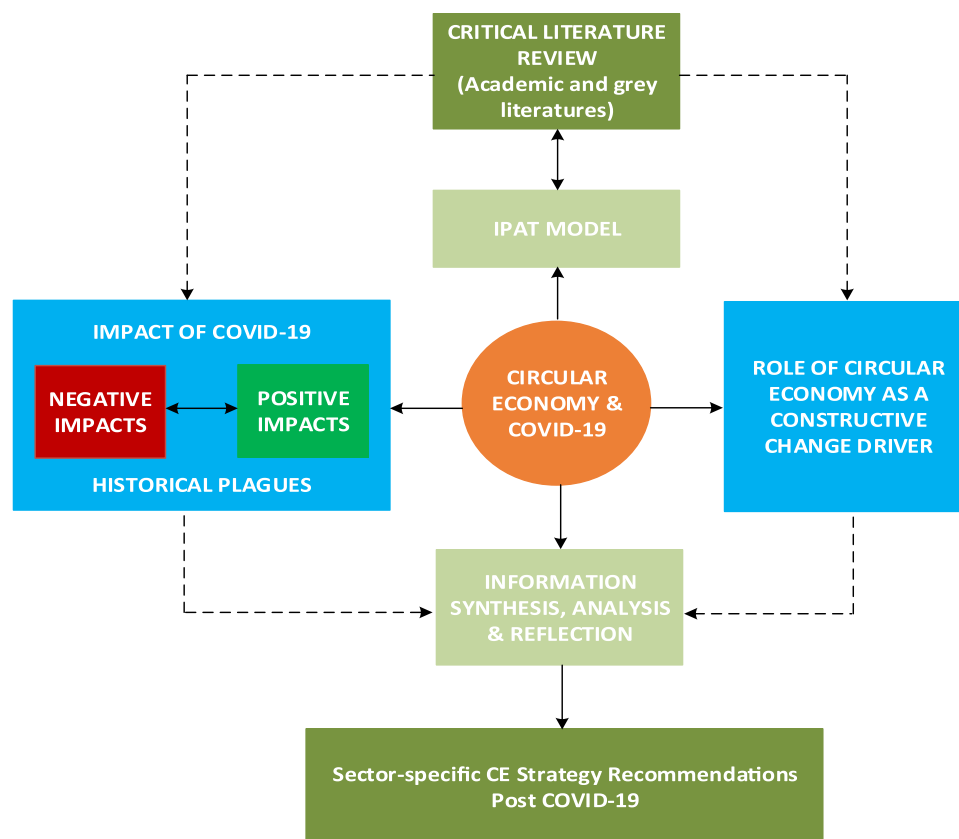 CRITICAL LITERATURE
REVIEW
(Academic and grey
literatures)
IPAT MODEL
IMPACT OF COVID-19
NEGATIVE
IMPACTS
POSITIVE
IMPACTS
HISTORICAL PLAGUES
CIRCULAR
ECONOMY &
COVID-19
ROLE OF CIRCULAR
ECONOMY AS A
CONSTRUCTIVE
CHANGE DRIVER
INFORMATION
SYNTHESIS, ANALYSIS
& REFLECTION
Sector-specific CE Strategy Recommendations
Post COVID-19